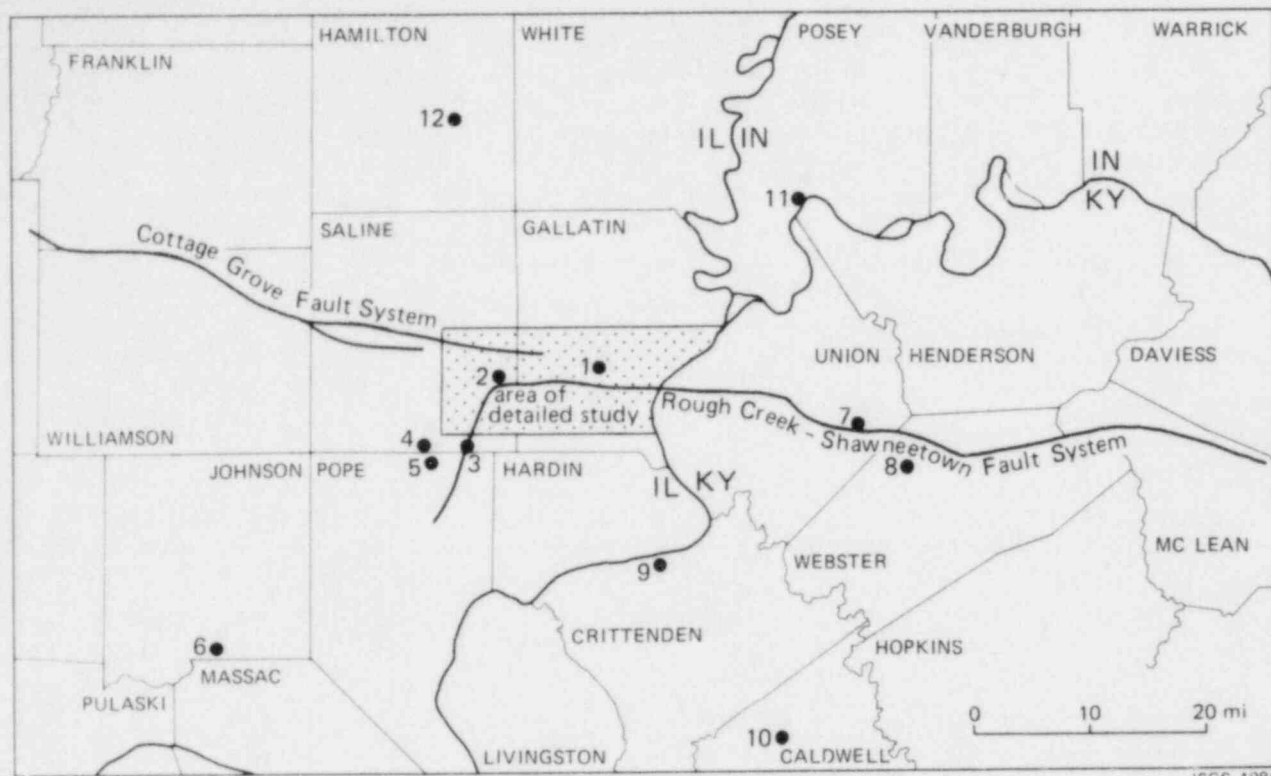 HAMILTON WHITE POSEY VANDERBURGH WARRICK
FRANKLIN
12
IL IN
IN
KY
11
SALINE GALLATIN
Cottage Grove Fault System
UNION HENDERSON DAVIESS
1
2
area of
detailed study
Rough Creek - Shawneetown Fault System
7
WILLIAMSON
4
3
5
8
JOHNSON POPE HARDIN
IL KY
MC LEAN
WEBSTER
9
CRITTENDEN
HOPKINS
6
MASSAC
PULASKI
0 10 20 mi
10
LIVINGSTON CALDWELL